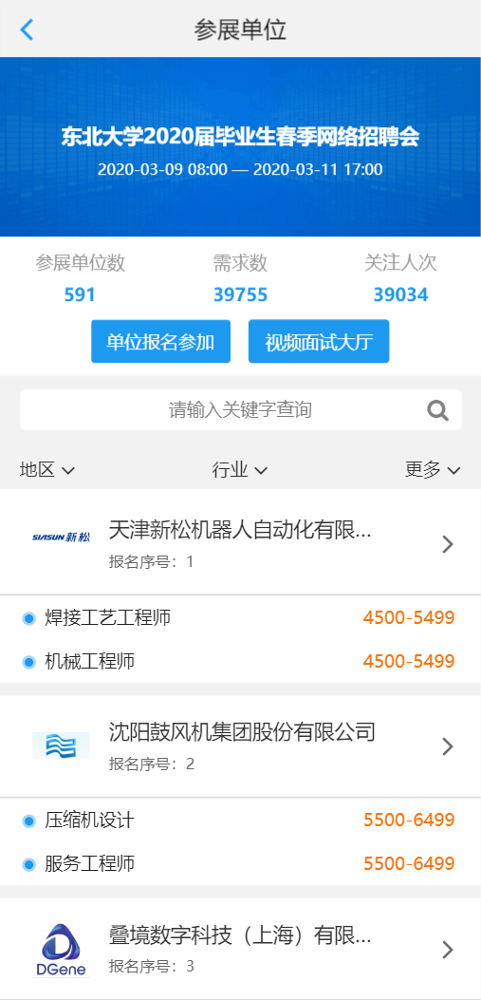 参展单位
东北大学2020届毕业生春季网络招聘会
2020-03-09 08:00 — 2020-03-11 17:00
参展单位数 需求数 关注人次
591 39755 39034
单位报名参加 视频面试大厅
请输入关键字查询
地区 行业 更多
SIASUN 新松
天津新松机器人自动化有限...
报名序号：1
焊接工艺工程师 4500-5499
机械工程师 4500-5499
沈阳鼓风机集团股份有限公司
报名序号：2
压缩机设计 5500-6499
服务工程师 5500-6499
叠境数字科技（上海）有限...
DGene
报名序号：3